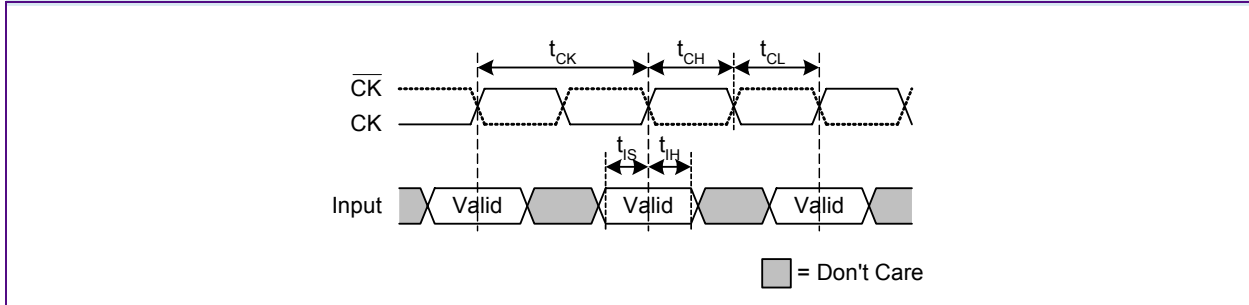 tCK tCH tCL
CK
CK
tIS tIH
Input Valid Valid Valid
= Don't Care